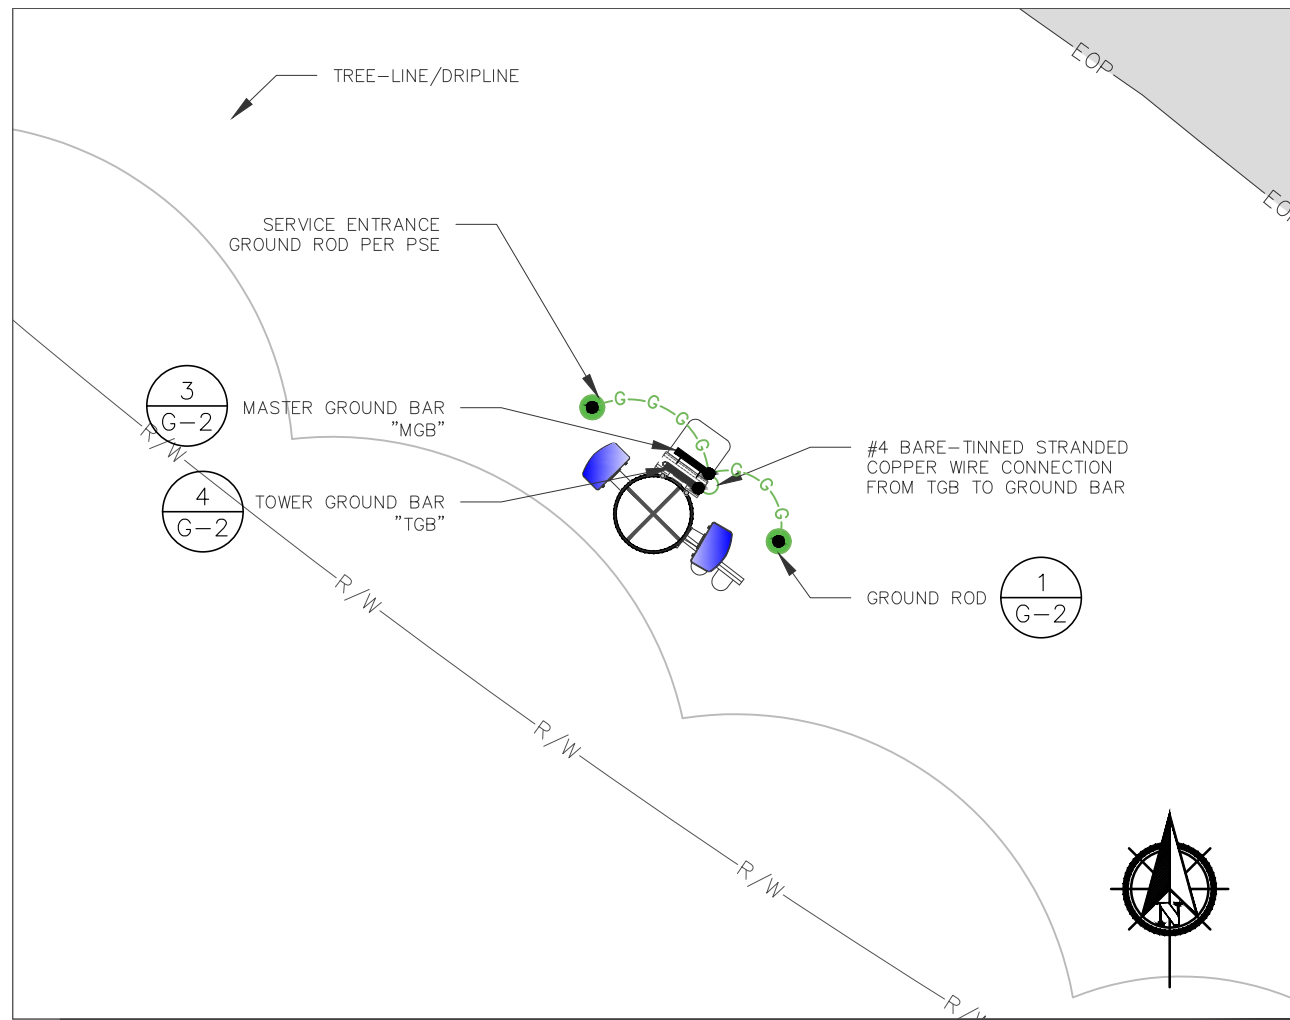 EOP
TREE-LINE/DRIPLINE
EOP
SERVICE ENTRANCE
GROUND ROD PER PSE
3
G-2
MASTER GROUND BAR
"MGB"
4
G-2
TOWER GROUND BAR
"TGB"
G G G G G G G
#4 BARE-TINNED STRANDED
COPPER WIRE CONNECTION
FROM TGB TO GROUND BAR
GROUND ROD
1
G-2
R/W
R/W
R/W
R/W
R/W
N